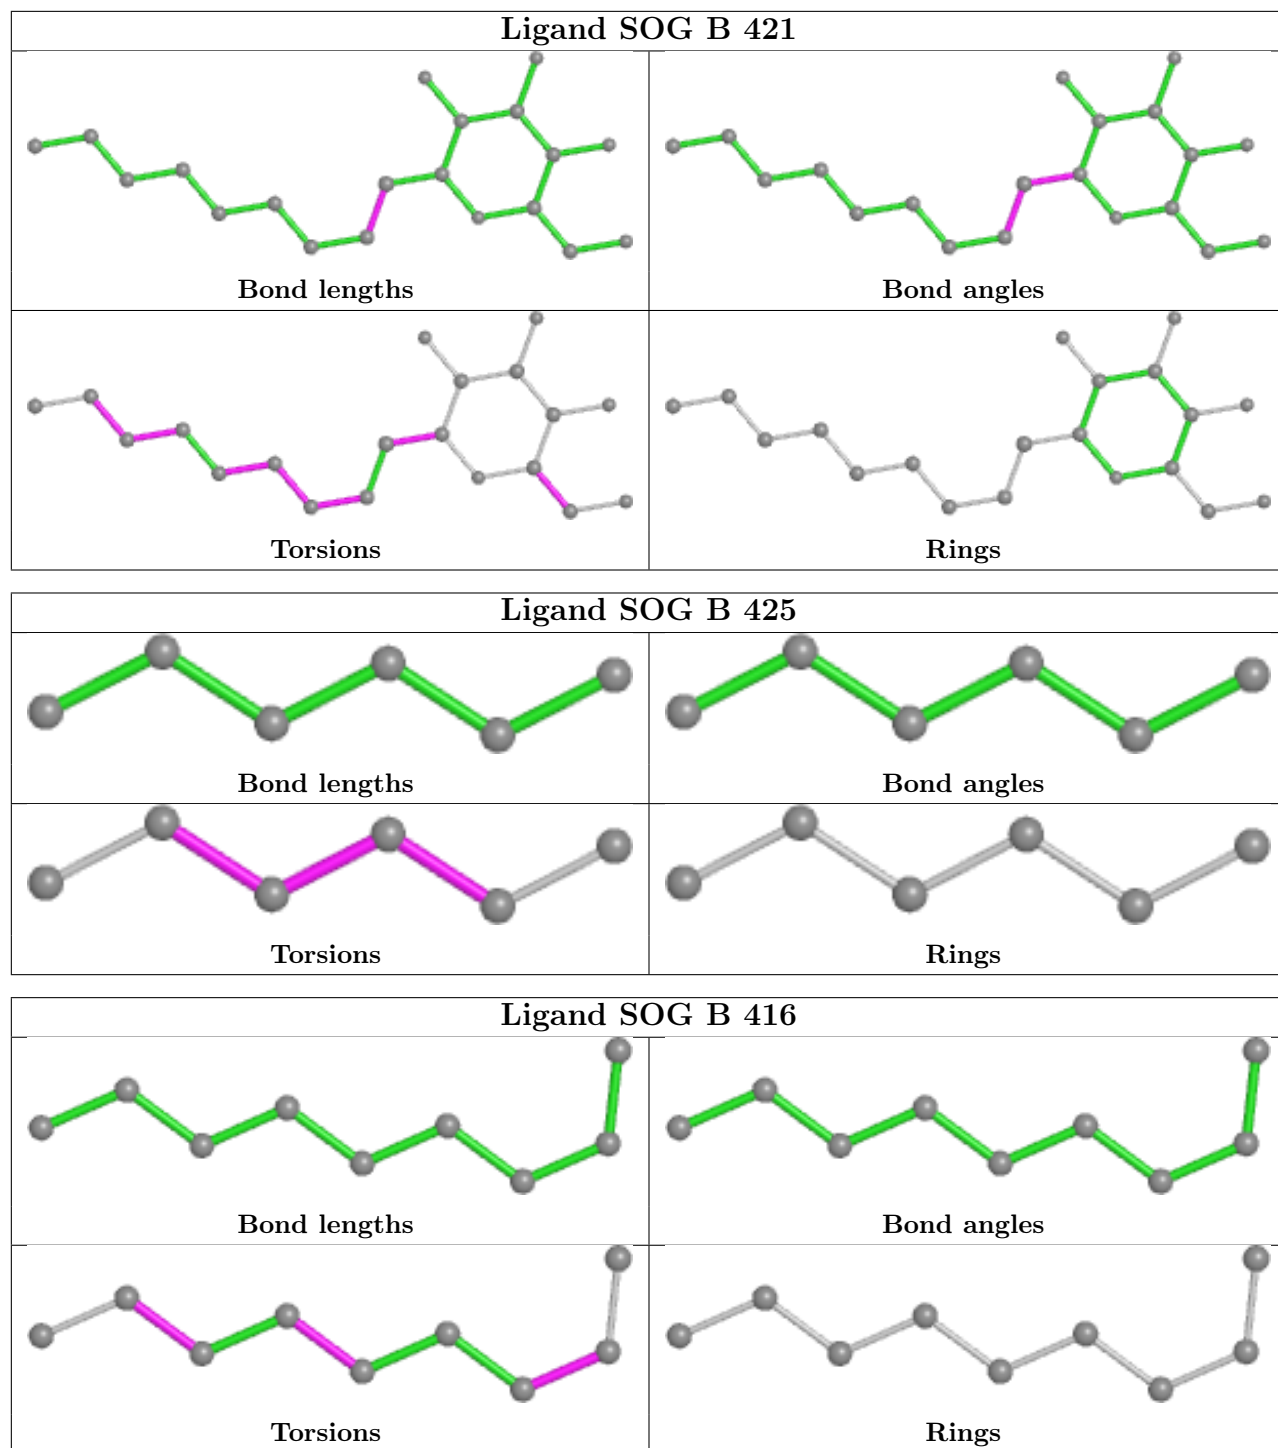 Ligand SOG B 421
Bond lengths
Bond angles
Torsions
Rings
Ligand SOG B 425
Bond lengths
Bond angles
Torsions
Rings
Ligand SOG B 416
Bond lengths
Bond angles
Torsions
Rings